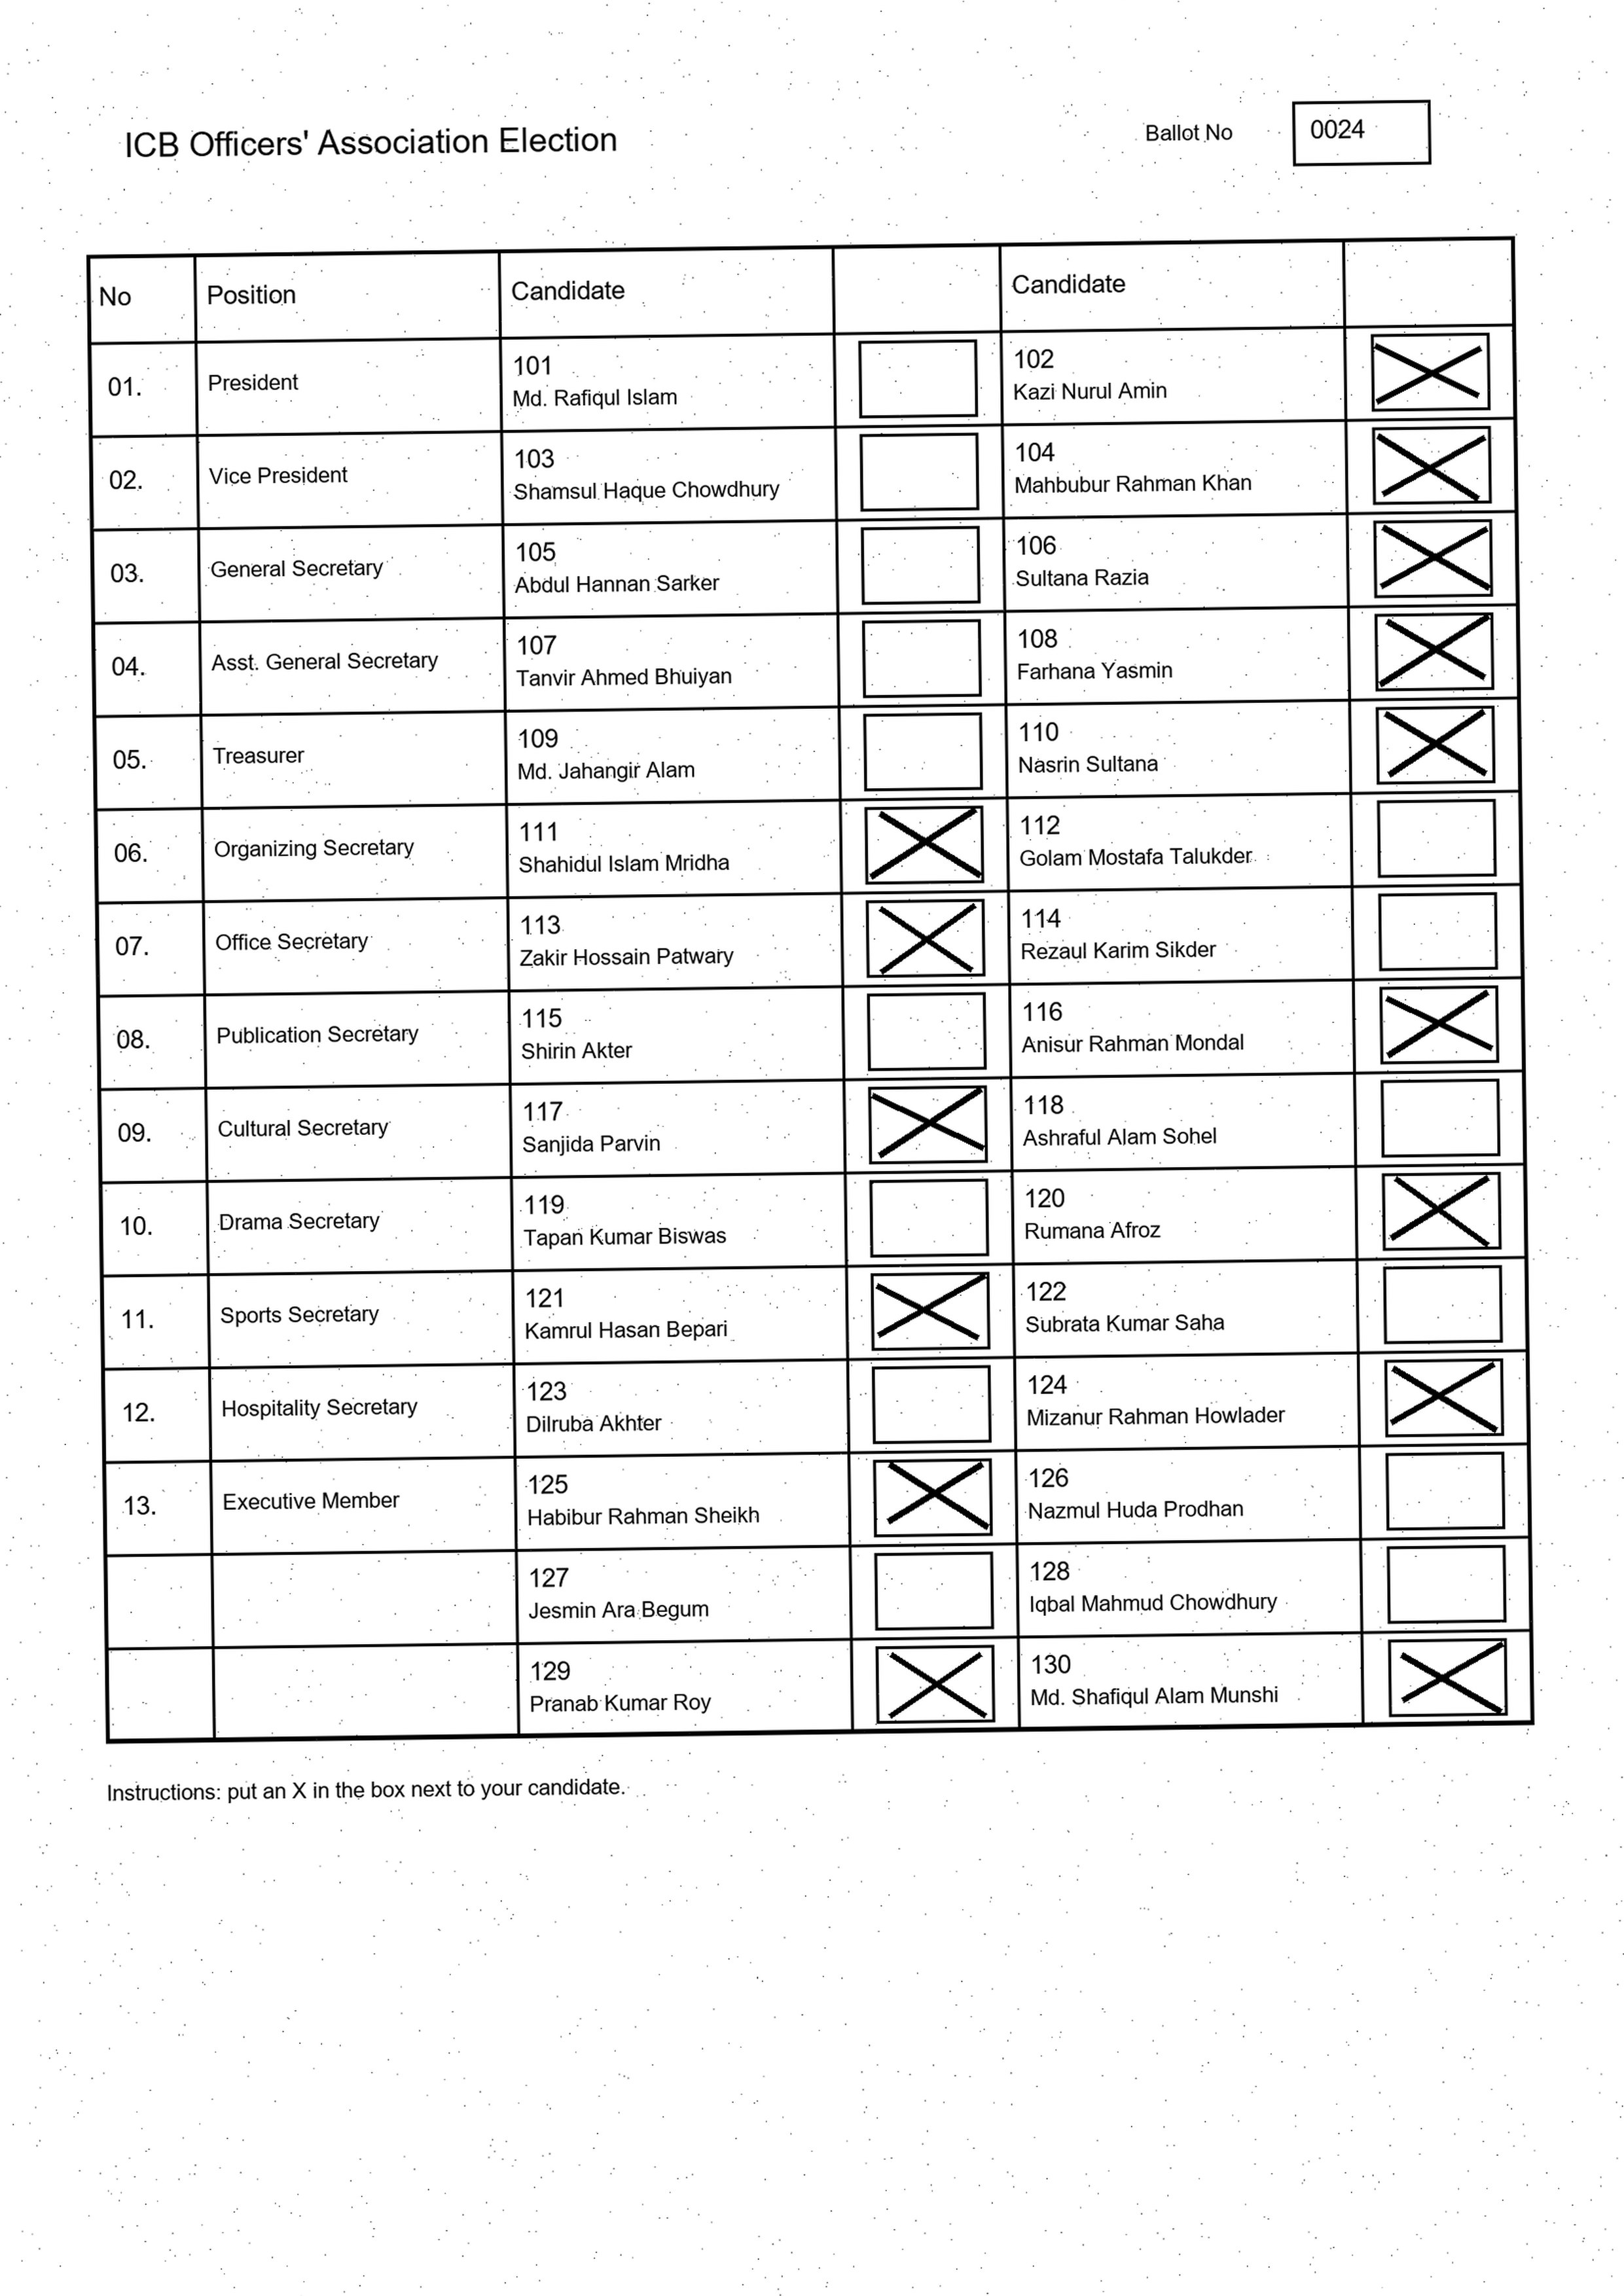 ICB Officers' Association Election
Ballot No 0024
No Position Candidate Candidate
01. President 101 Md. Rafiqul Islam 102 Kazi Nurul Amin X
02. Vice President 103 Shamsul Haque Chowdhury 104 Mahbubur Rahman Khan X
03. General Secretary 105 Abdul Hannan Sarker 106 Sultana Razia X
04. Asst. General Secretary 107 Tanvir Ahmed Bhuiyan 108 Farhana Yasmin X
05. Treasurer 109 Md. Jahangir Alam 110 Nasrin Sultana X
06. Organizing Secretary 111 Shahidul Islam Mridha X 112 Golam Mostafa Talukder
07. Office Secretary 113 Zakir Hossain Patwary X 114 Rezaul Karim Sikder
08. Publication Secretary 115 Shirin Akter 116 Anisur Rahman Mondal X
09. Cultural Secretary 117 Sanjida Parvin X 118 Ashraful Alam Sohel
10. Drama Secretary 119 Tapan Kumar Biswas 120 Rumana Afroz X
11. Sports Secretary 121 Kamrul Hasan Bepari X 122 Subrata Kumar Saha
12. Hospitality Secretary 123 Dilruba Akhter 124 Mizanur Rahman Howlader X
13. Executive Member 125 Habibur Rahman Sheikh X 126 Nazmul Huda Prodhan
127 Jesmin Ara Begum 128 Iqbal Mahmud Chowdhury
129 Pranab Kumar Roy X 130 Md. Shafiqul Alam Munshi X
Instructions: put an X in the box next to your candidate.